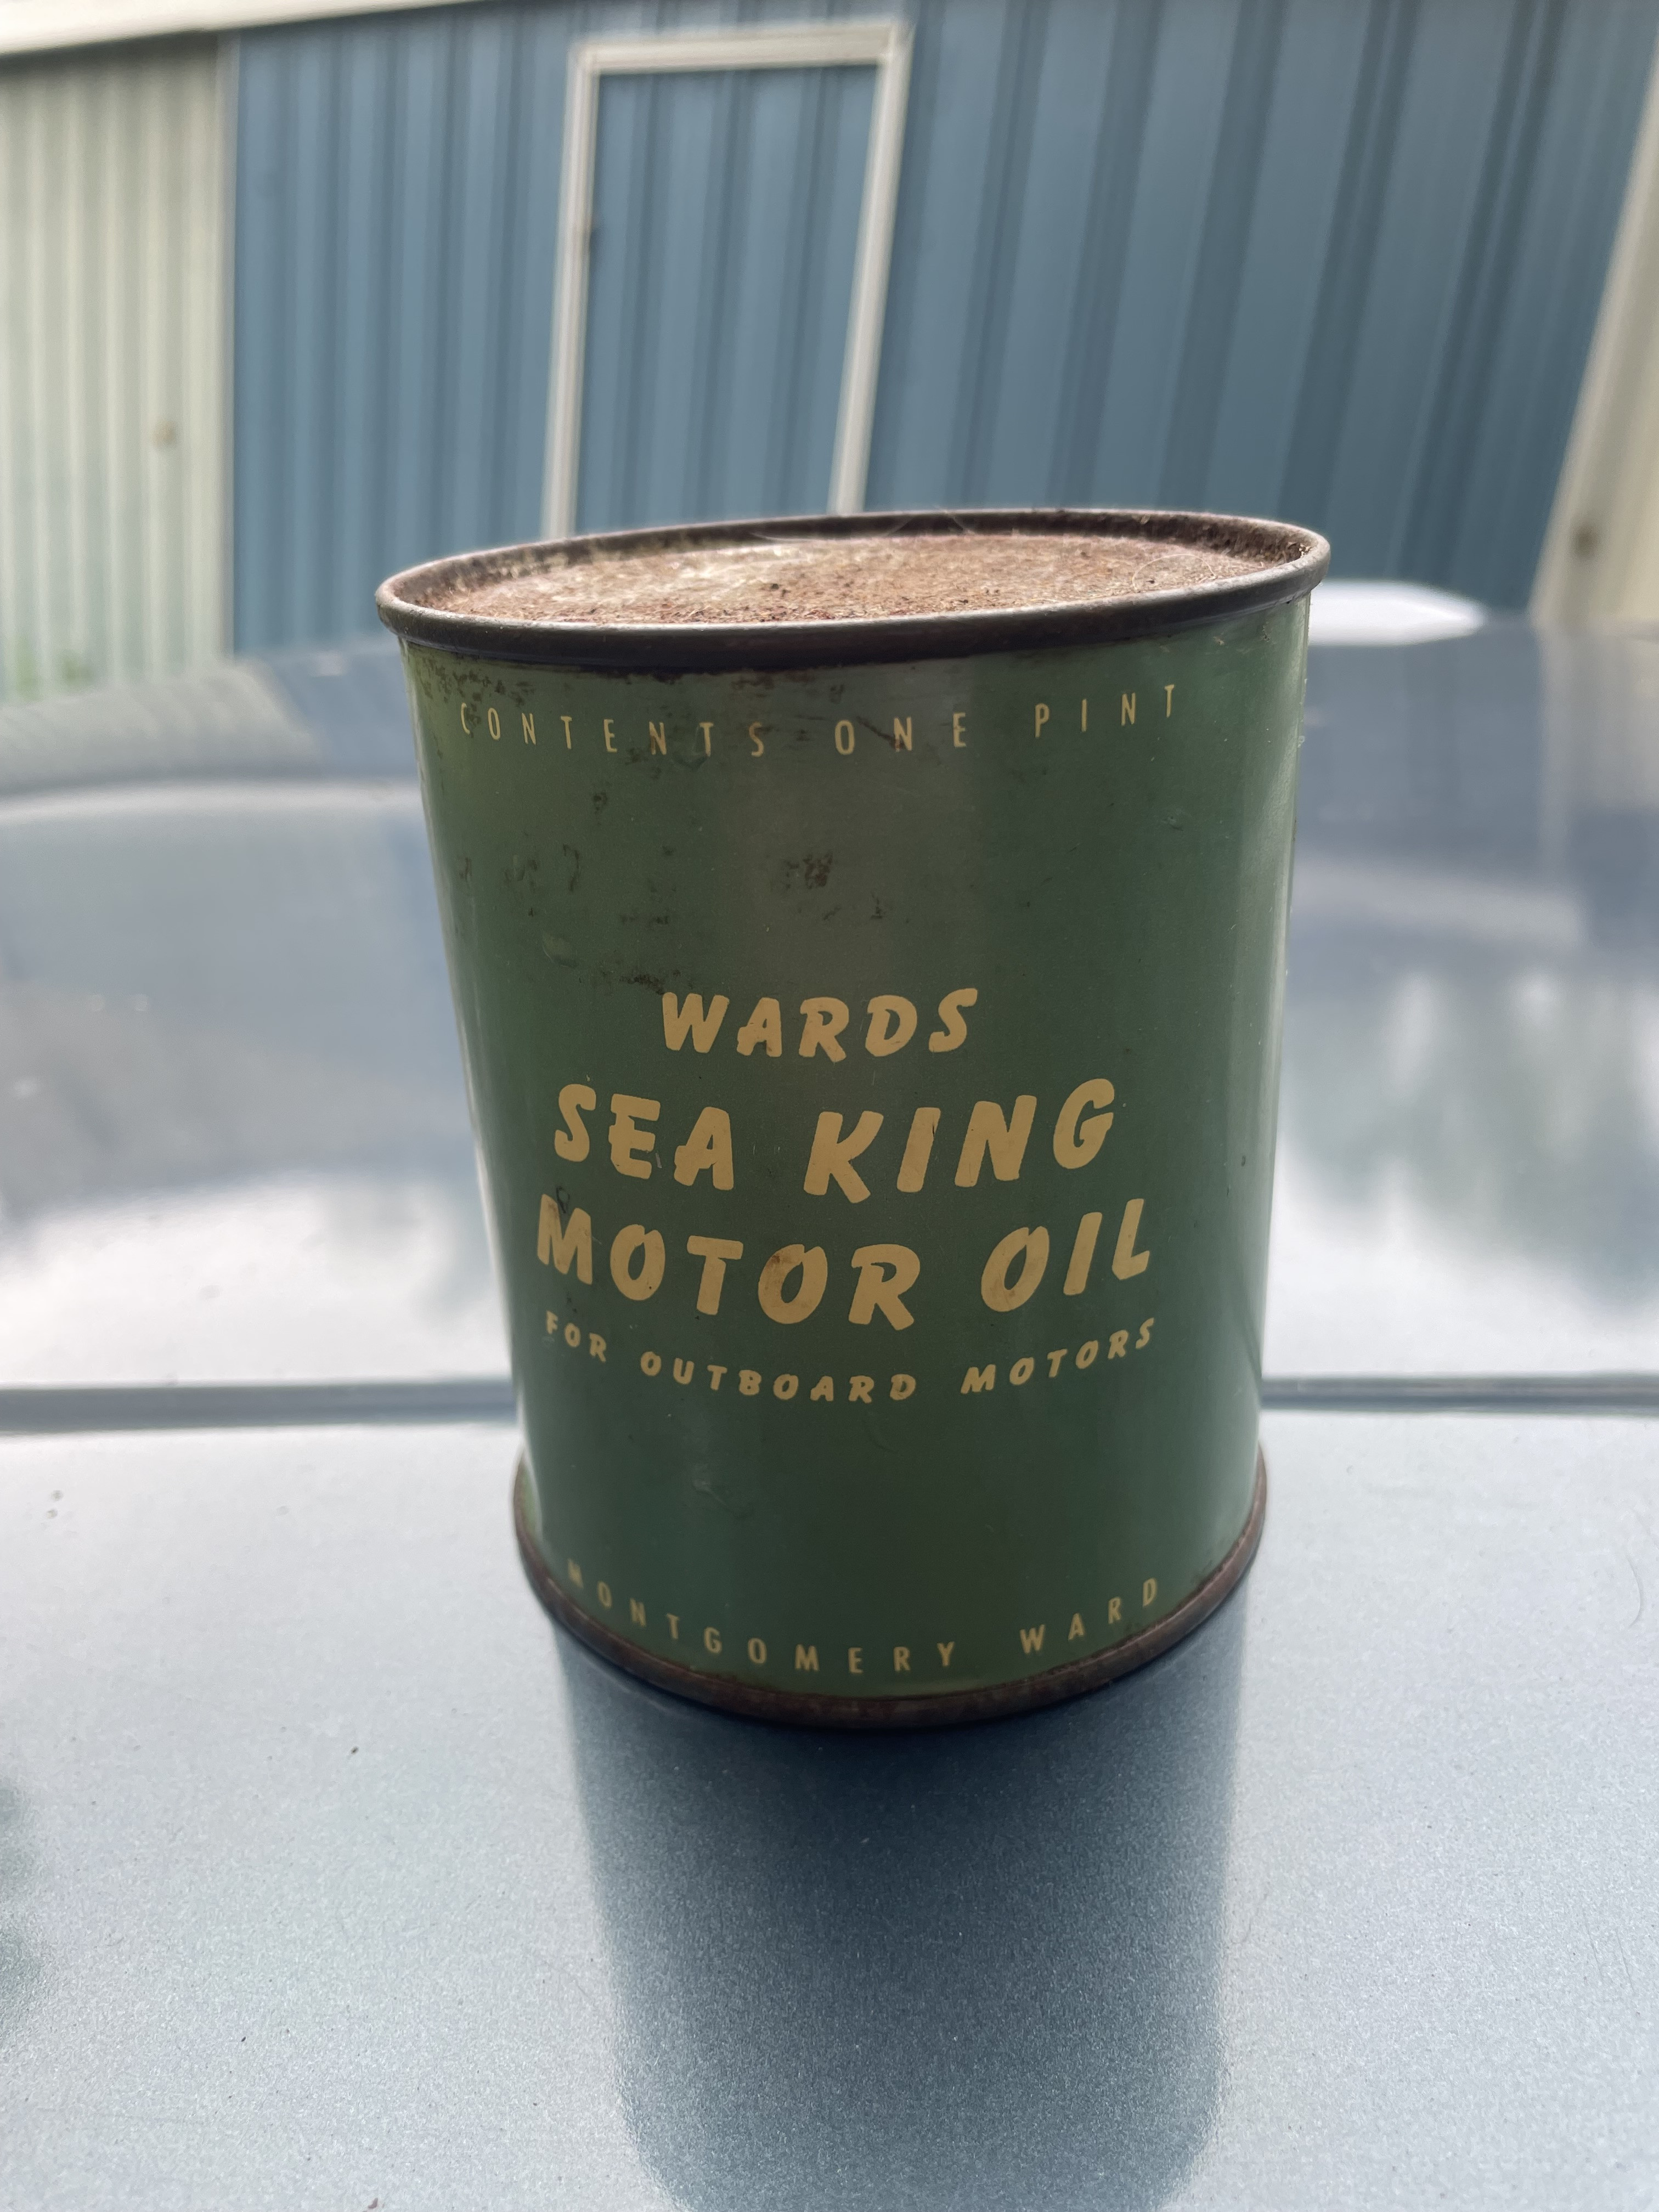 CONTENTS ONE PINT
WARDS
SEA KING
MOTOR OIL
FOR OUTBOARD MOTORS
MONTGOMERY WARD